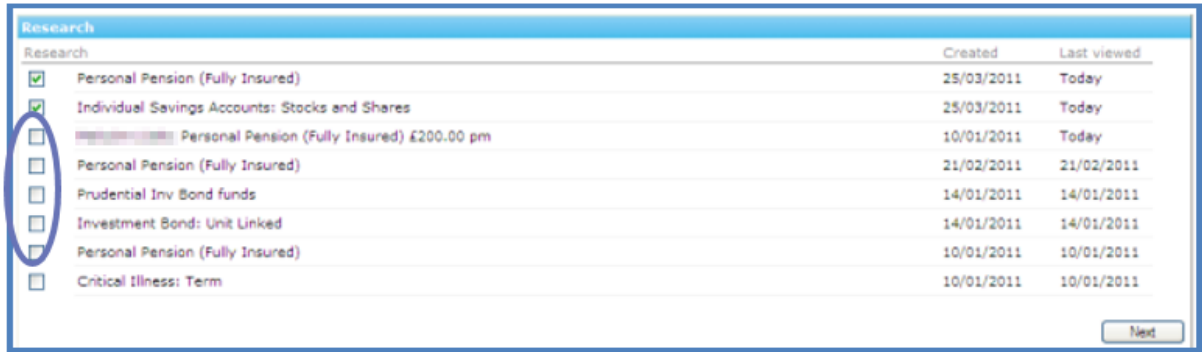 Research
Research Created Last viewed
Personal Pension (Fully Insured) 25/03/2011 Today
Individual Savings Accounts: Stocks and Shares 25/03/2011 Today
Personal Pension (Fully Insured) £200.00 pm 10/01/2011 Today
Personal Pension (Fully Insured) 21/02/2011 21/02/2011
Prudential Inv Bond funds 14/01/2011 14/01/2011
Investment Bond: Unit Linked 14/01/2011 14/01/2011
Personal Pension (Fully Insured) 10/01/2011 10/01/2011
Critical Illness: Term 10/01/2011 10/01/2011
Next